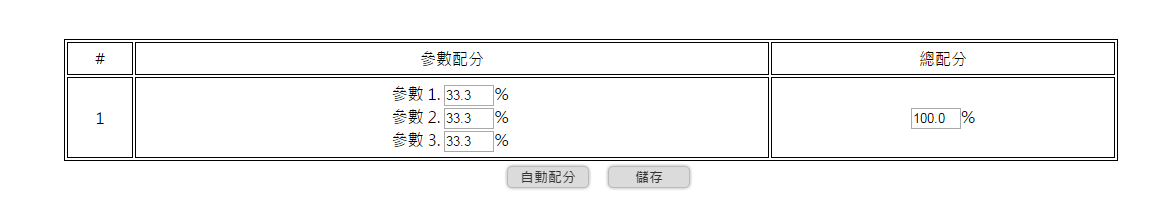 # 參數配分 總配分
參數 1. 33.3 %
參數 2. 33.3 %
1 100.0 %
參數 3. 33.3 %
自動配分 儲存